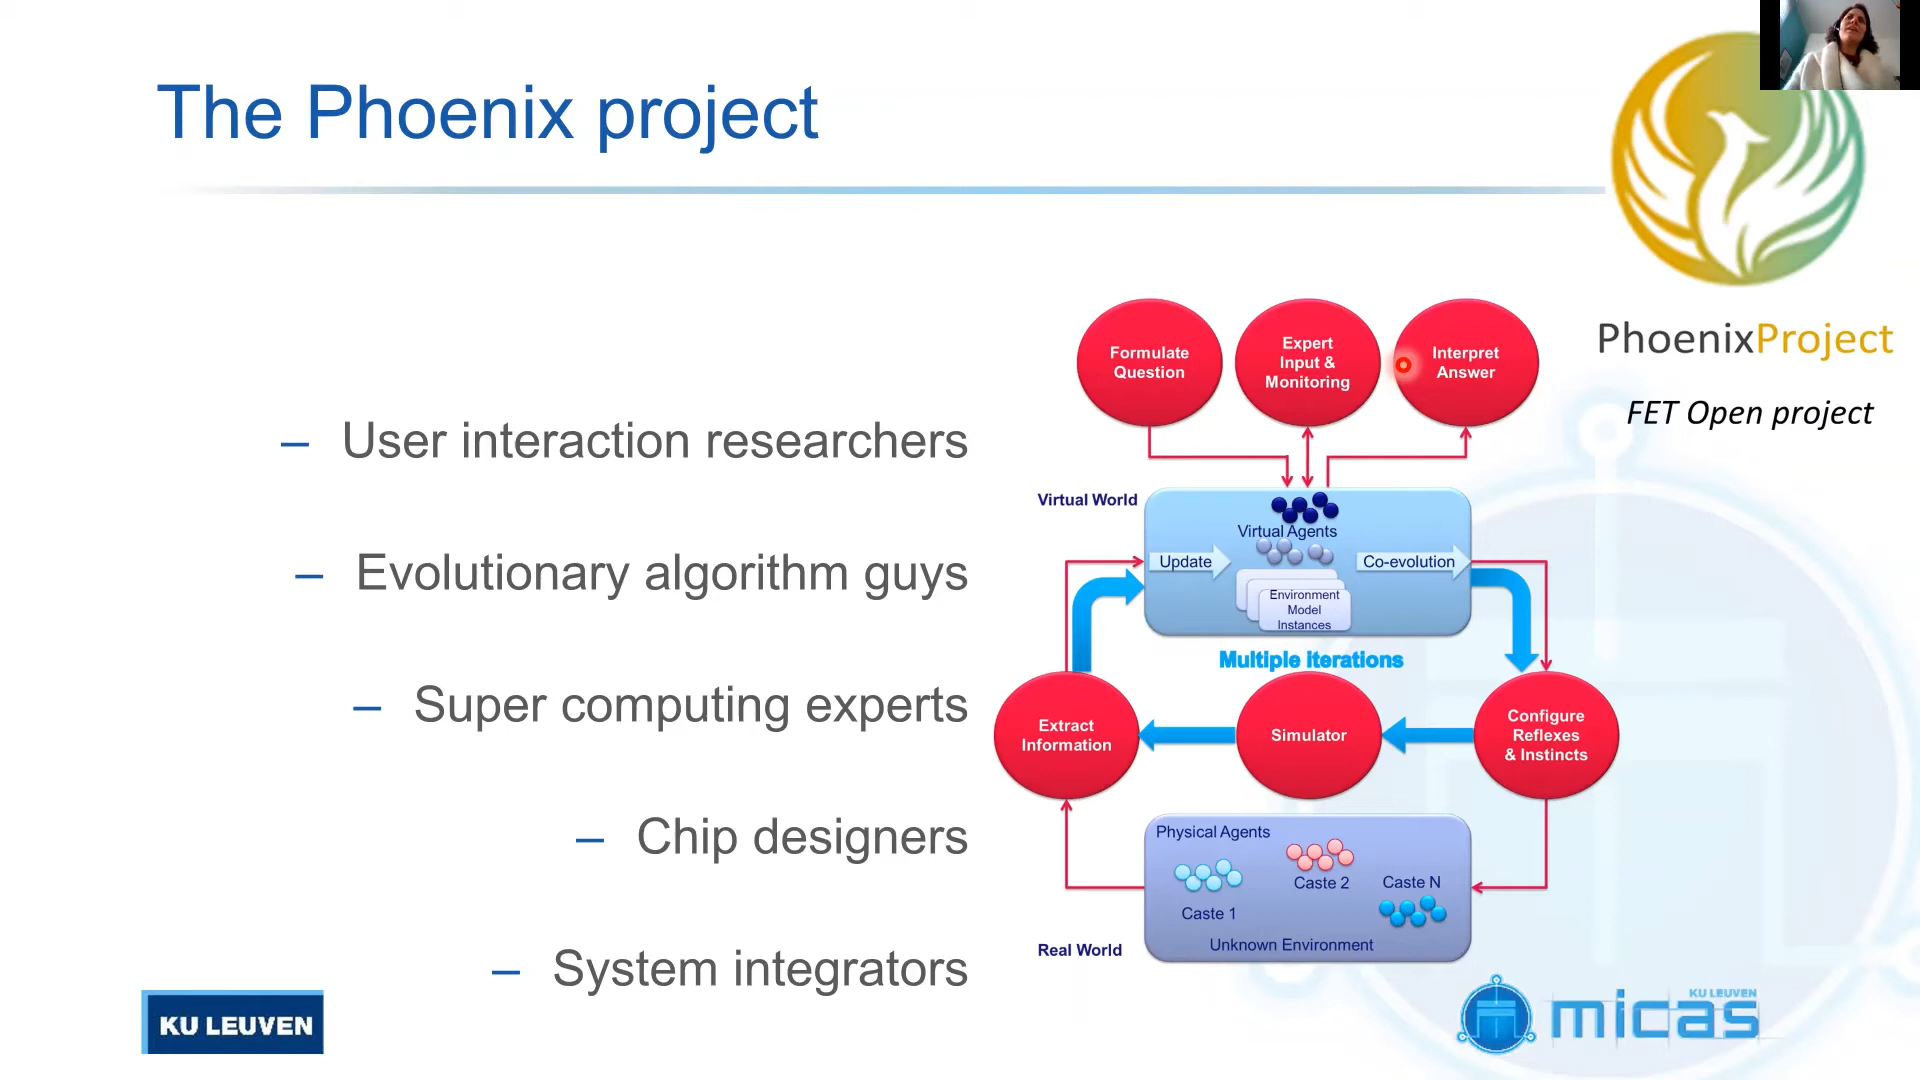 The Phoenix project
PhoenixProject
FET Open project
– User interaction researchers
– Evolutionary algorithm guys
– Super computing experts
– Chip designers
– System integrators
Formulate
Question
Expert
Input &
Monitoring
Interpret
Answer
Virtual World
Virtual Agents
Update
Co-evolution
Environment
Model
Instances
Multiple iterations
Extract
Information
Simulator
Configure
Reflexes
& Instincts
Physical Agents
Caste 1
Caste 2
Caste N
Unknown Environment
Real World
KU LEUVEN
KU LEUVEN
micas